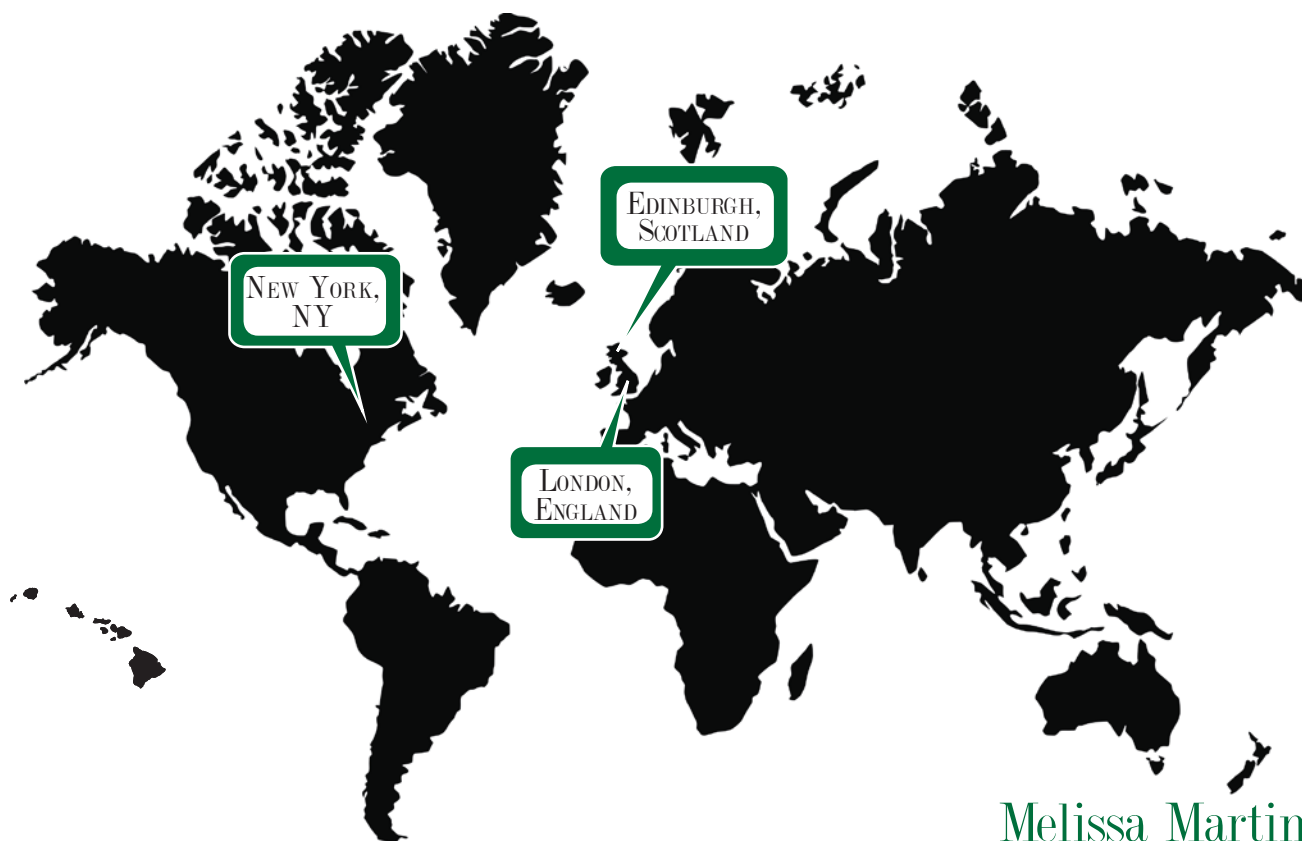 Edinburgh,
Scotland
New York,
NY
London,
England
Melissa Martin